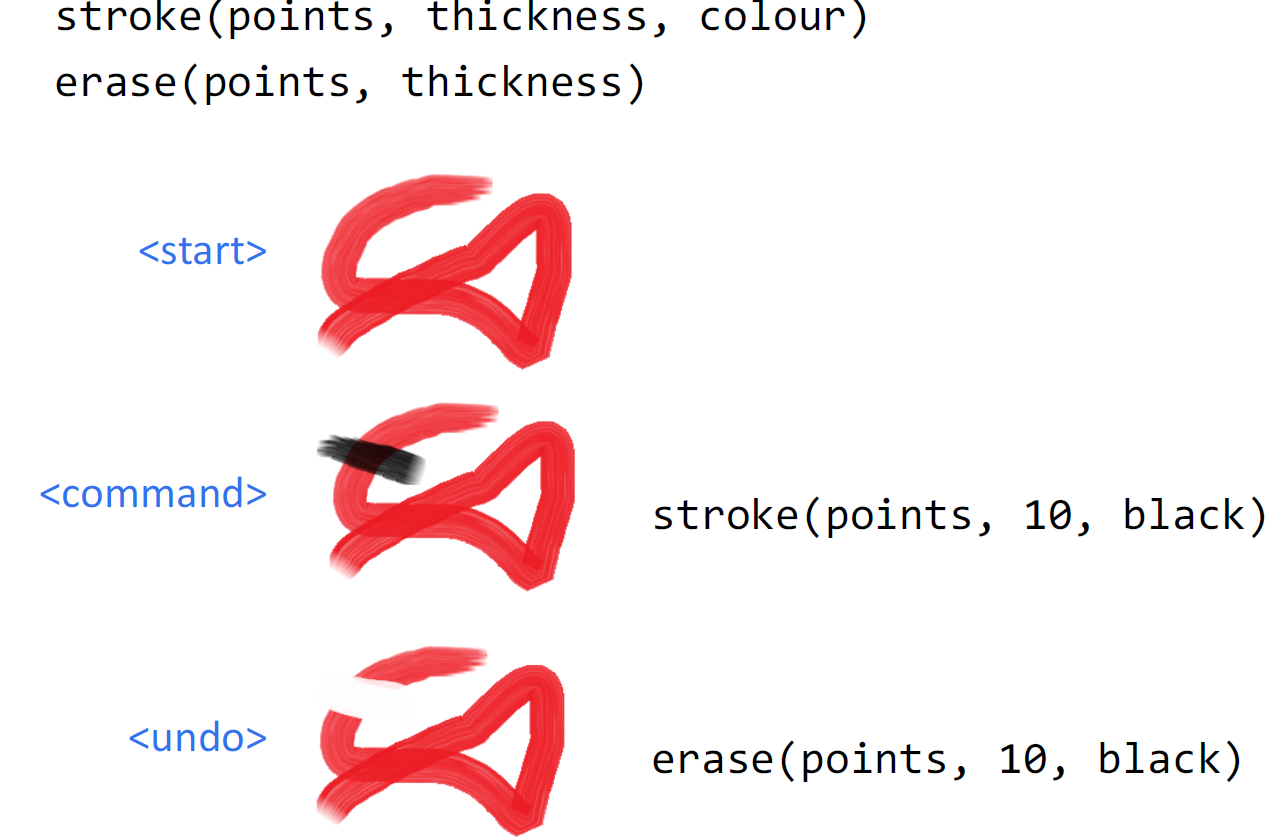 stroke(points, thickness, colour)
erase(points, thickness)
<start>
<command>
stroke(points, 10, black)
<undo>
erase(points, 10, black)